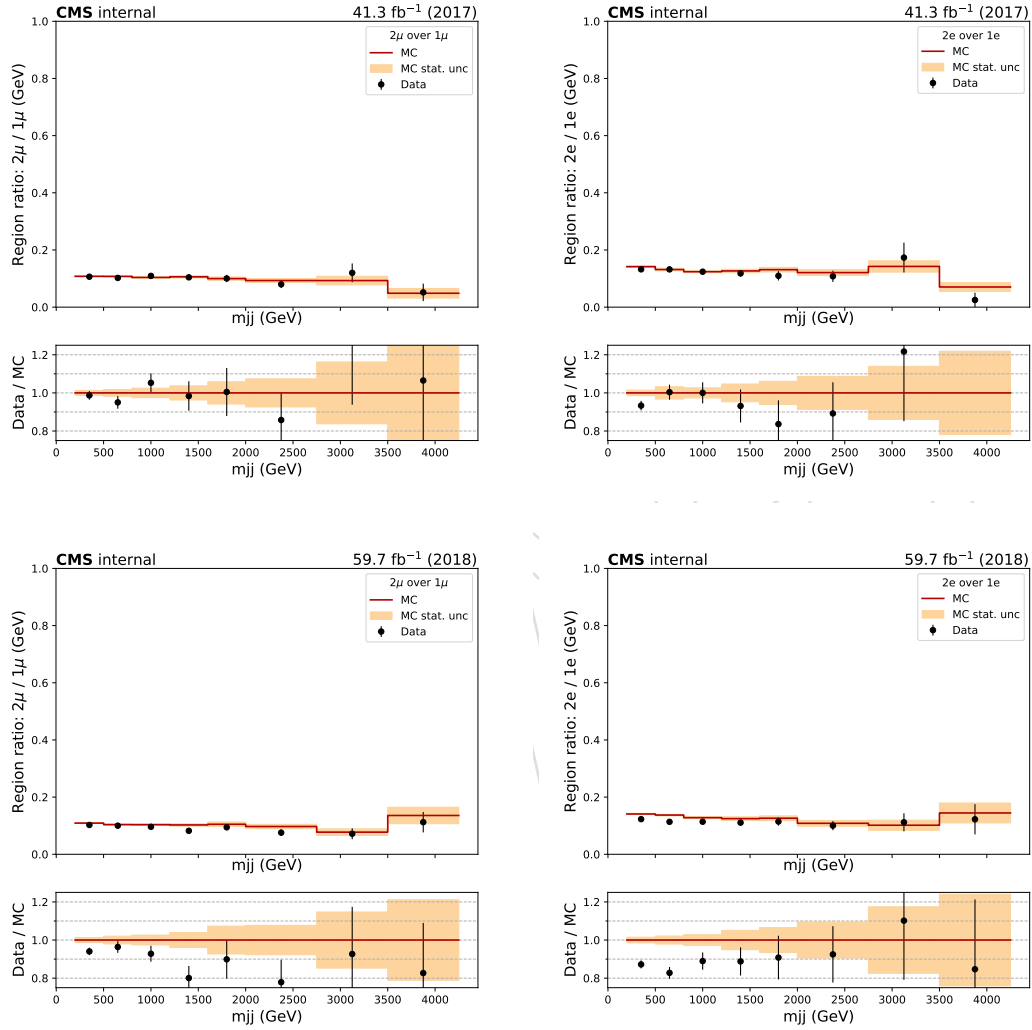 CMS internal 41.3 fb⁻¹ (2017)
Region ratio: 2μ / 1μ (GeV)
1.0
0.8
0.6
0.4
0.2
0.0
2μ over 1μ
MC
MC stat. unc
Data
mjj (GeV)
Data / MC
1.2
1.0
0.8
0 500 1000 1500 2000 2500 3000 3500 4000
mjj (GeV)
CMS internal 41.3 fb⁻¹ (2017)
Region ratio: 2e / 1e (GeV)
1.0
0.8
0.6
0.4
0.2
0.0
2e over 1e
MC
MC stat. unc
Data
mjj (GeV)
Data / MC
1.2
1.0
0.8
0 500 1000 1500 2000 2500 3000 3500 4000
mjj (GeV)
CMS internal 59.7 fb⁻¹ (2018)
Region ratio: 2μ / 1μ (GeV)
1.0
0.8
0.6
0.4
0.2
0.0
2μ over 1μ
MC
MC stat. unc
Data
mjj (GeV)
Data / MC
1.2
1.0
0.8
0 500 1000 1500 2000 2500 3000 3500 4000
mjj (GeV)
CMS internal 59.7 fb⁻¹ (2018)
Region ratio: 2e / 1e (GeV)
1.0
0.8
0.6
0.4
0.2
0.0
2e over 1e
MC
MC stat. unc
Data
mjj (GeV)
Data / MC
1.2
1.0
0.8
0 500 1000 1500 2000 2500 3000 3500 4000
mjj (GeV)